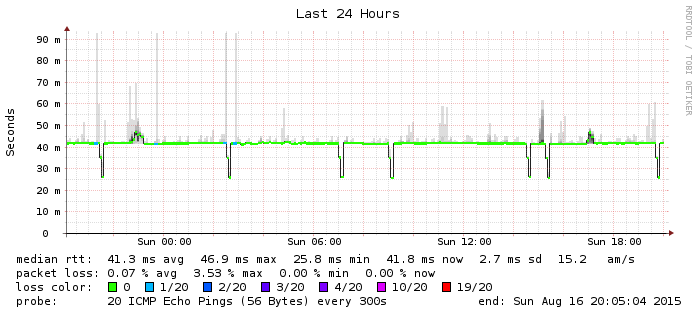 Last 24 Hours
RRDTOOL / TOBI OETIKER
Seconds
90 m
80 m
70 m
60 m
50 m
40 m
30 m
20 m
10 m
0
Sun 00:00 Sun 06:00 Sun 12:00 Sun 18:00
median rtt: 41.3 ms avg 46.9 ms max 25.8 ms min 41.8 ms now 2.7 ms sd 15.2 am/s
packet loss: 0.07 % avg 3.53 % max 0.00 % min 0.00 % now
loss color: 0 1/20 2/20 3/20 4/20 10/20 19/20
probe: 20 ICMP Echo Pings (56 Bytes) every 300s end: Sun Aug 16 20:05:04 2015